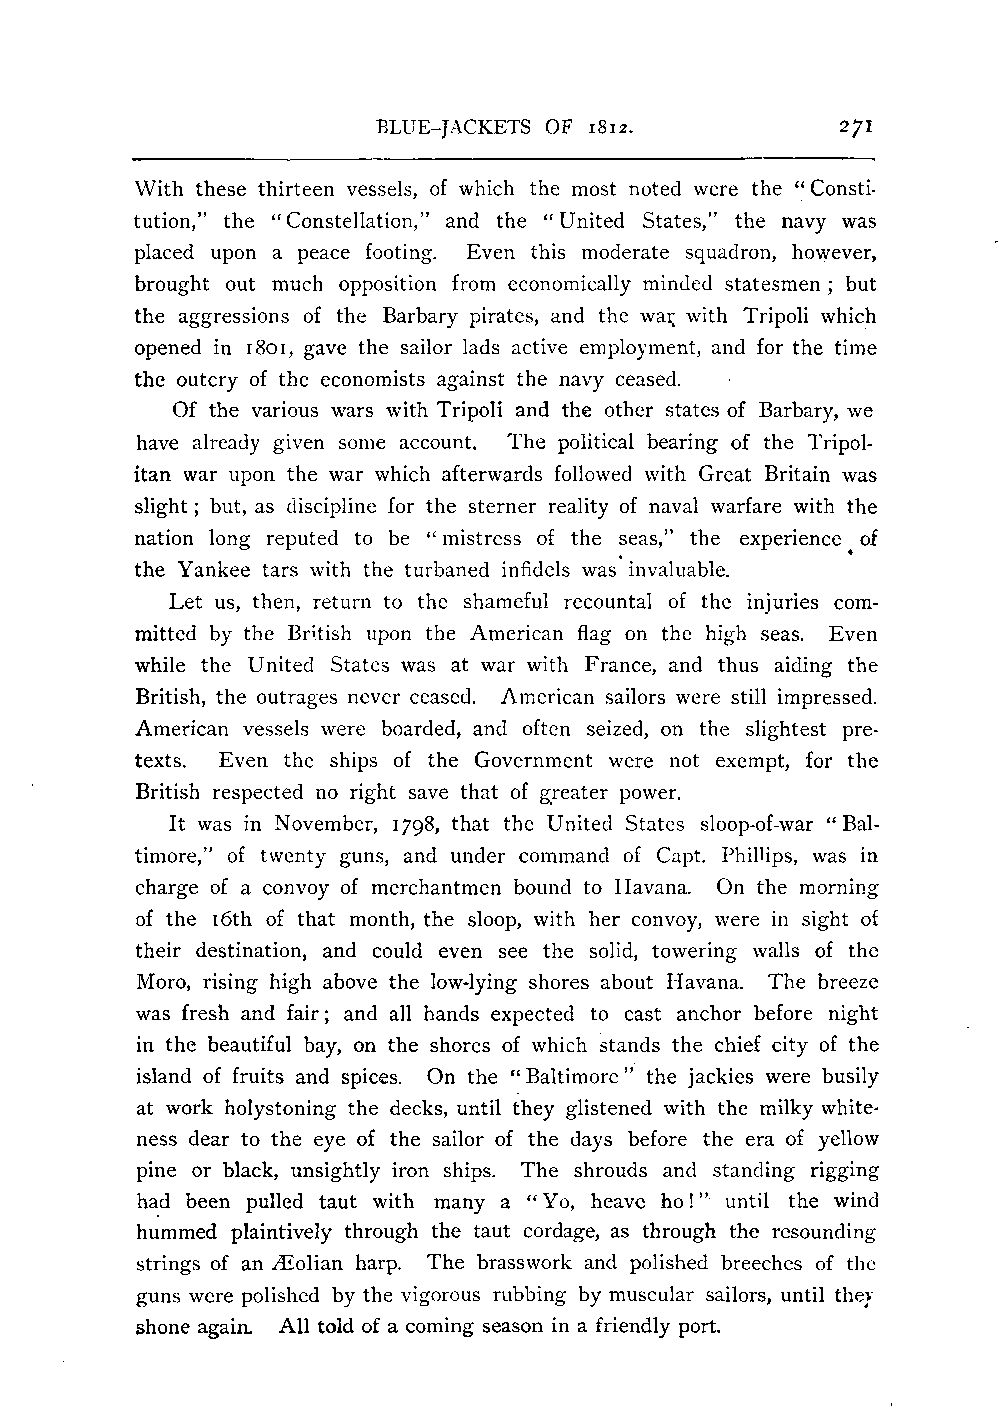 BLUE-JACKETS OF 1812. 271
With these thirteen vessels, of which the most noted were the “Consti-
tution,” the “Constellation,” and the “United States,” the navy was
placed upon a peace footing. Even this moderate squadron, however,
brought out much opposition from economically minded statesmen; but
the aggressions of the Barbary pirates, and the war with Tripoli which
opened in 1801, gave the sailor lads active employment, and for the time
the outcry of the economists against the navy ceased.
Of the various wars with Tripoli and the other states of Barbary, we
have already given some account. The political bearing of the Tripol-
itan war upon the war which afterwards followed with Great Britain was
slight; but, as discipline for the sterner reality of naval warfare with the
nation long reputed to be “mistress of the seas,” the experience of
the Yankee tars with the turbaned infidels was invaluable.
Let us, then, return to the shameful recountal of the injuries com-
mitted by the British upon the American flag on the high seas. Even
while the United States was at war with France, and thus aiding the
British, the outrages never ceased. American sailors were still impressed.
American vessels were boarded, and often seized, on the slightest pre-
texts. Even the ships of the Government were not exempt, for the
British respected no right save that of greater power.
It was in November, 1798, that the United States sloop-of-war “Bal-
timore,” of twenty guns, and under command of Capt. Phillips, was in
charge of a convoy of merchantmen bound to Havana. On the morning
of the 16th of that month, the sloop, with her convoy, were in sight of
their destination, and could even see the solid, towering walls of the
Moro, rising high above the low-lying shores about Havana. The breeze
was fresh and fair; and all hands expected to cast anchor before night
in the beautiful bay, on the shores of which stands the chief city of the
island of fruits and spices. On the “Baltimore” the jackies were busily
at work holystoning the decks, until they glistened with the milky white-
ness dear to the eye of the sailor of the days before the era of yellow
pine or black, unsightly iron ships. The shrouds and standing rigging
had been pulled taut with many a “Yo, heave ho!” until the wind
hummed plaintively through the taut cordage, as through the resounding
strings of an Æolian harp. The brasswork and polished breeches of the
guns were polished by the vigorous rubbing by muscular sailors, until they
shone again. All told of a coming season in a friendly port.